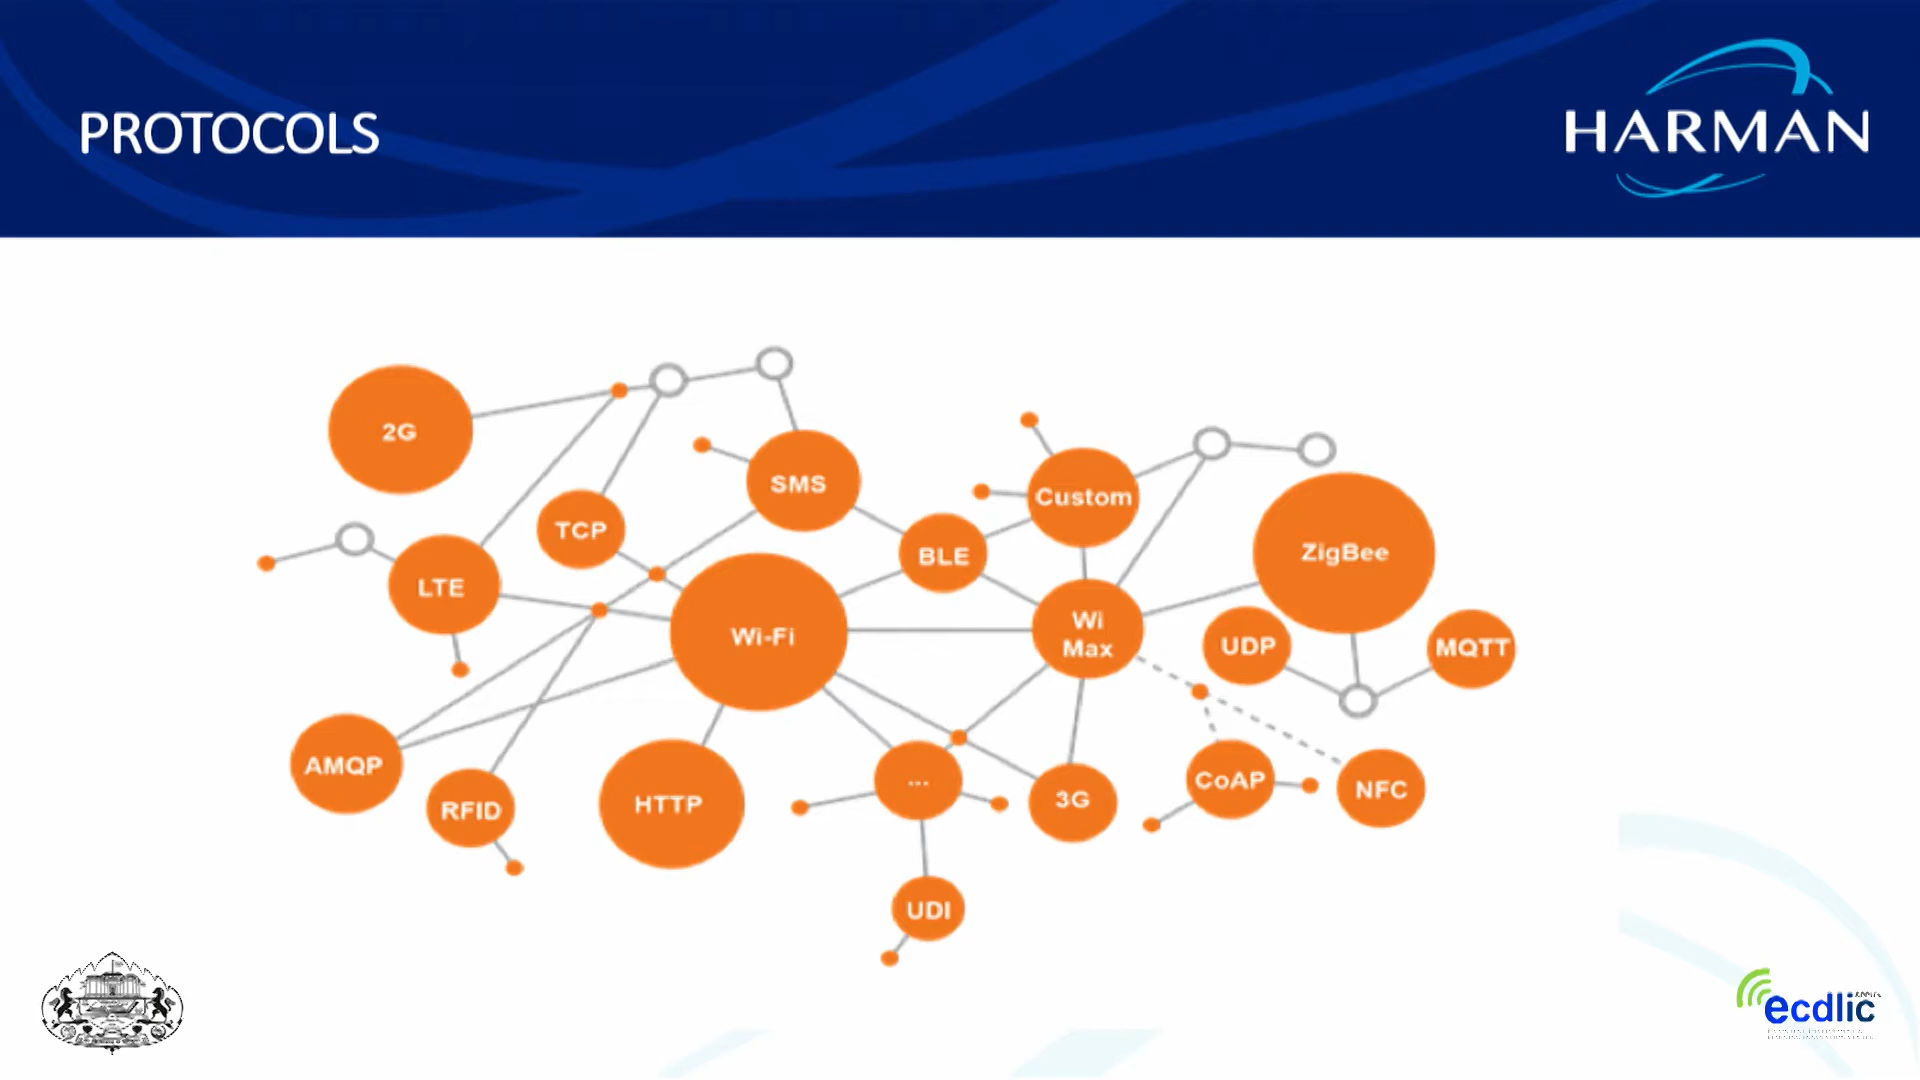 PROTOCOLS
HARMAN
2G
SMS
Custom
TCP
BLE
ZigBee
LTE
Wi-Fi
Wi
Max
UDP
MQTT
AMQP
RFID
HTTP
...
3G
CoAP
NFC
UDI
ecdlic